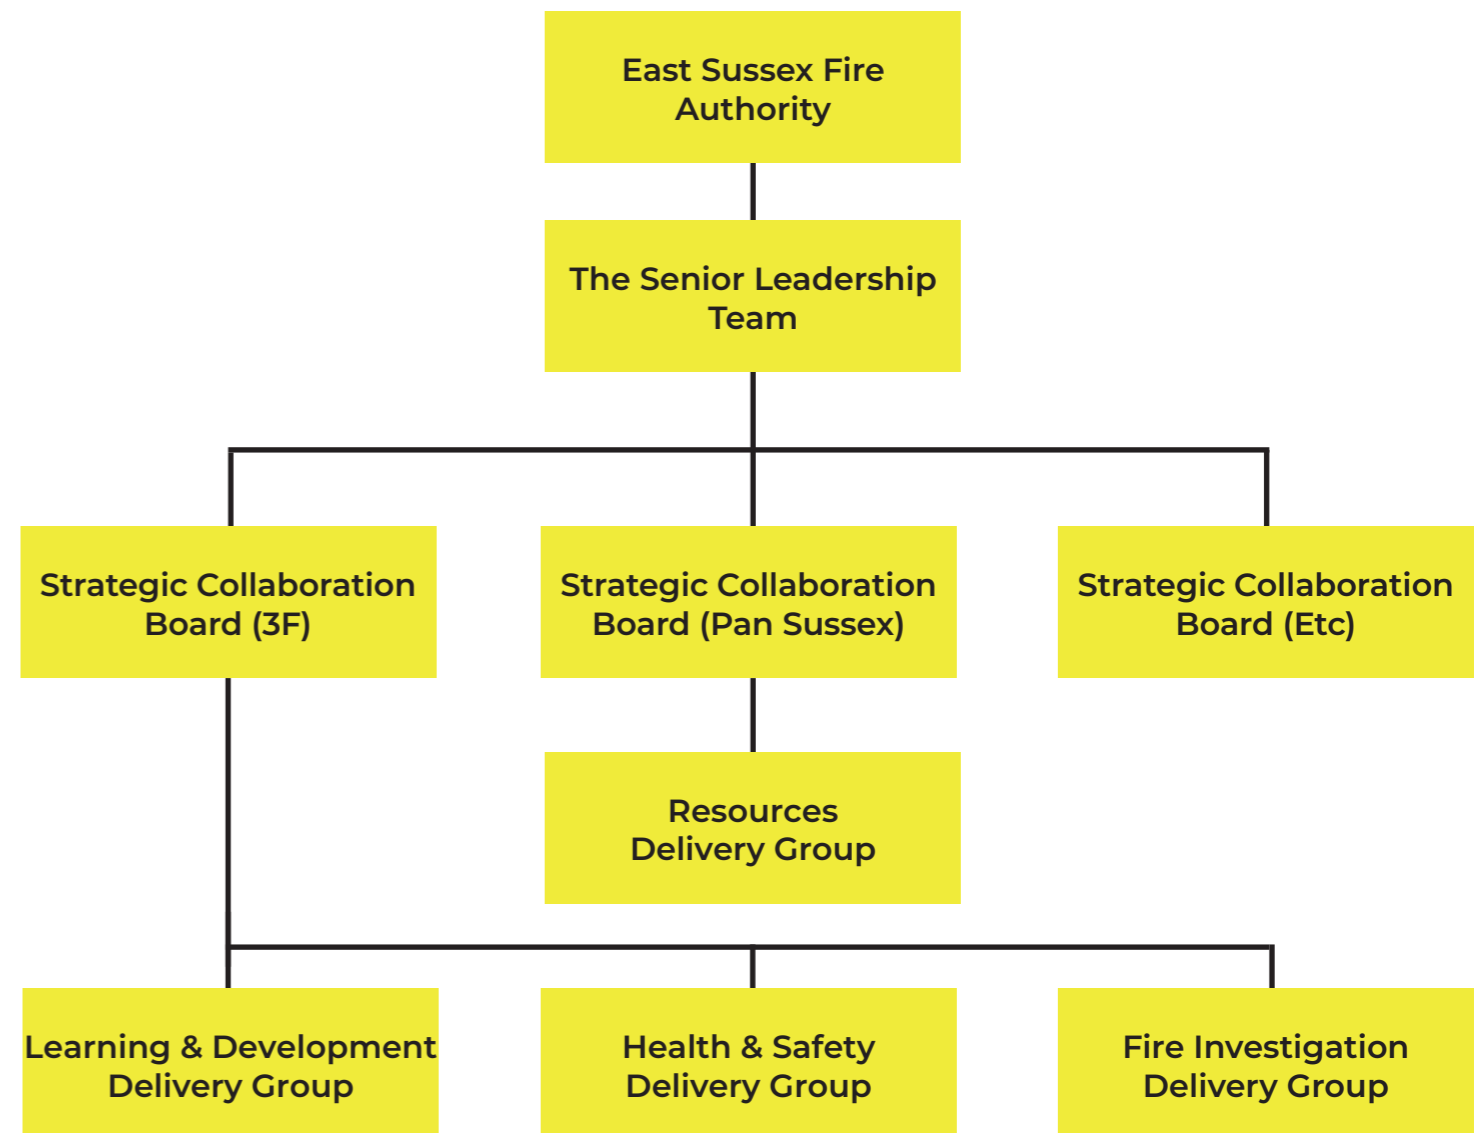 East Sussex Fire
Authority
The Senior Leadership
Team
Strategic Collaboration
Board (3F)
Strategic Collaboration
Board (Pan Sussex)
Strategic Collaboration
Board (Etc)
Resources
Delivery Group
Learning & Development
Delivery Group
Health & Safety
Delivery Group
Fire Investigation
Delivery Group